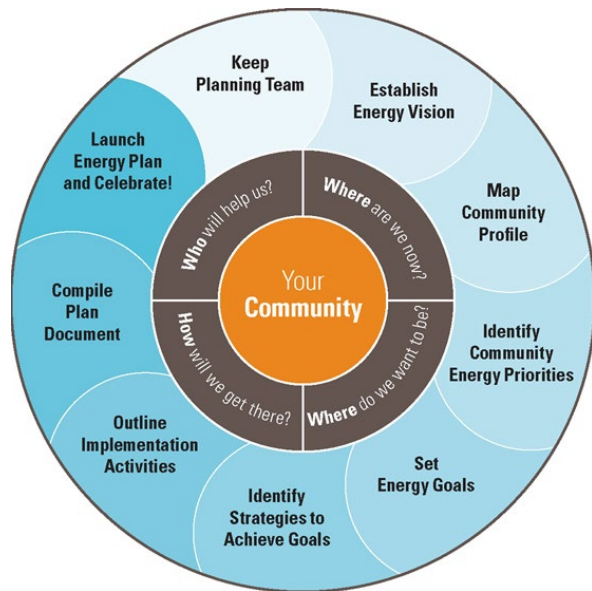 Keep
Planning Team
Establish
Energy Vision
Map
Community
Profile
Identify
Community
Energy Priorities
Set
Energy Goals
Identify
Strategies to
Achieve Goals
Outline
Implementation
Activities
Compile
Plan
Document
Launch
Energy Plan
and Celebrate!
Who will help us?
Where are we now?
Where do we want to be?
How will we get there?
Your
Community